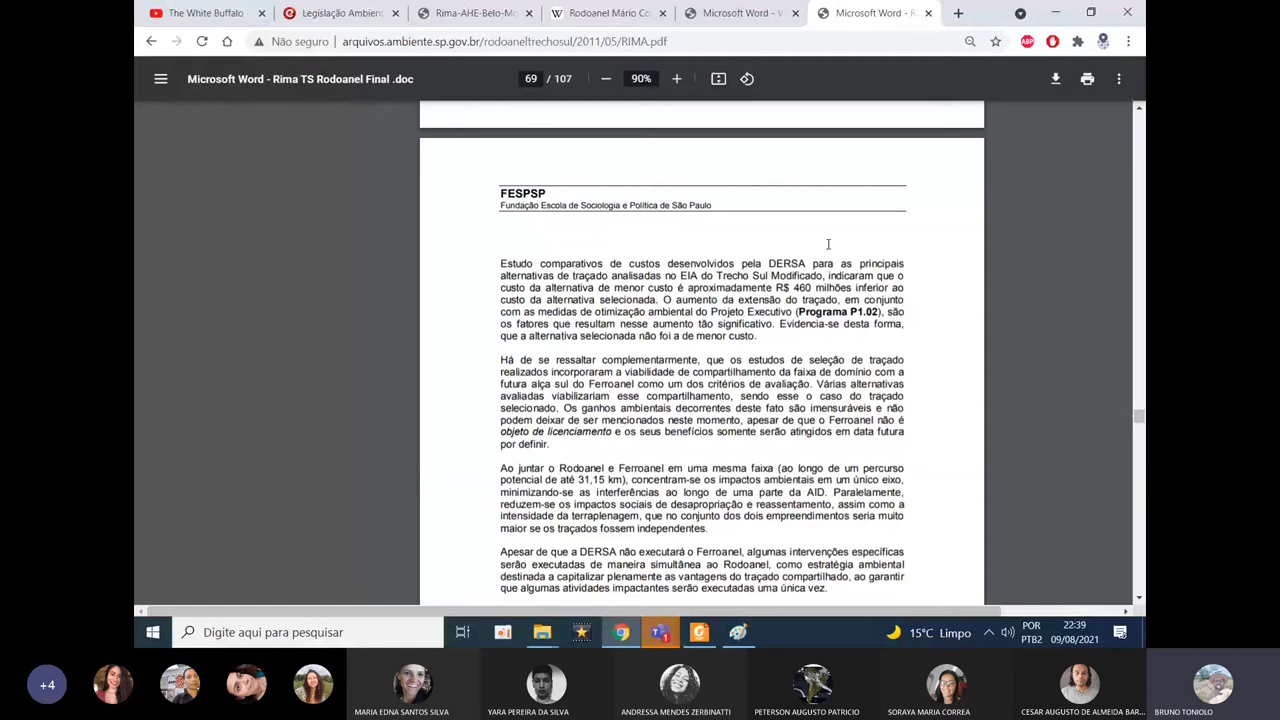 The White Buffalo -
Legislação Ambien
Rima-AHE-Belo-Mo
Rodoanel Mário Co
Microsoft Word - W
Microsoft Word - R
Não seguro
arquivos.ambiente.sp.gov.br/rodoaneltrechosul/2011/05/RIMA.pdf
ABP
Microsoft Word - Rima TS Rodoanel Final .doc
69 / 107
90%
FESPSP
Fundação Escola de Sociologia e Política de São Paulo
Estudo comparativos de custos desenvolvidos pela DERSA para as principais
alternativas de traçado analisadas no EIA do Trecho Sul Modificado, indicaram que o
custo da alternativa de menor custo é aproximadamente R$ 460 milhões inferior ao
custo da alternativa selecionada. O aumento da extensão do traçado, em conjunto
com as medidas de otimização ambiental do Projeto Executivo (Programa P1.02), são
os fatores que resultam nesse aumento tão significativo. Evidencia-se desta forma,
que a alternativa selecionada não foi a de menor custo.
Há de se ressaltar complementarmente, que os estudos de seleção de traçado
realizados incorporaram a viabilidade de compartilhamento da faixa de domínio com a
futura alça sul do Ferroanel como um dos critérios de avaliação. Várias alternativas
avaliadas viabilizariam esse compartilhamento, sendo esse o caso do traçado
selecionado. Os ganhos ambientais decorrentes deste fato são imensuráveis e não
podem deixar de ser mencionados neste momento, apesar de que o Ferroanel não é
objeto de licenciamento e os seus benefícios somente serão atingidos em data futura
por definir.
Ao juntar o Rodoanel e Ferroanel em uma mesma faixa (ao longo de um percurso
potencial de até 31,15 km), concentram-se os impactos ambientais em um único eixo,
minimizando-se as interferências ao longo de uma parte da AID. Paralelamente,
reduzem-se os impactos sociais de desapropriação e reassentamento, assim como a
intensidade da terraplenagem, que no conjunto dos dois empreendimentos seria muito
maior se os traçados fossem independentes.
Apesar de que a DERSA não executará o Ferroanel, algumas intervenções específicas
serão executadas de maneira simultânea ao Rodoanel, como estratégia ambiental
destinada a capitalizar plenamente as vantagens do traçado compartilhado, ao garantir
que algumas atividades impactantes serão executadas uma única vez.
Digite aqui para pesquisar
15°C Limpo
POR
PTB2
22:39
09/08/2021
+4
MARIA EDNA SANTOS SILVA
YARA PEREIRA DA SILVA
ANDRESSA MENDES ZERBINATTI
PETERSON AUGUSTO PATRICIO
SORAYA MARIA CORREA
CESAR AUGUSTO DE ALMEIDA BAR...
BRUNO TONIOLO